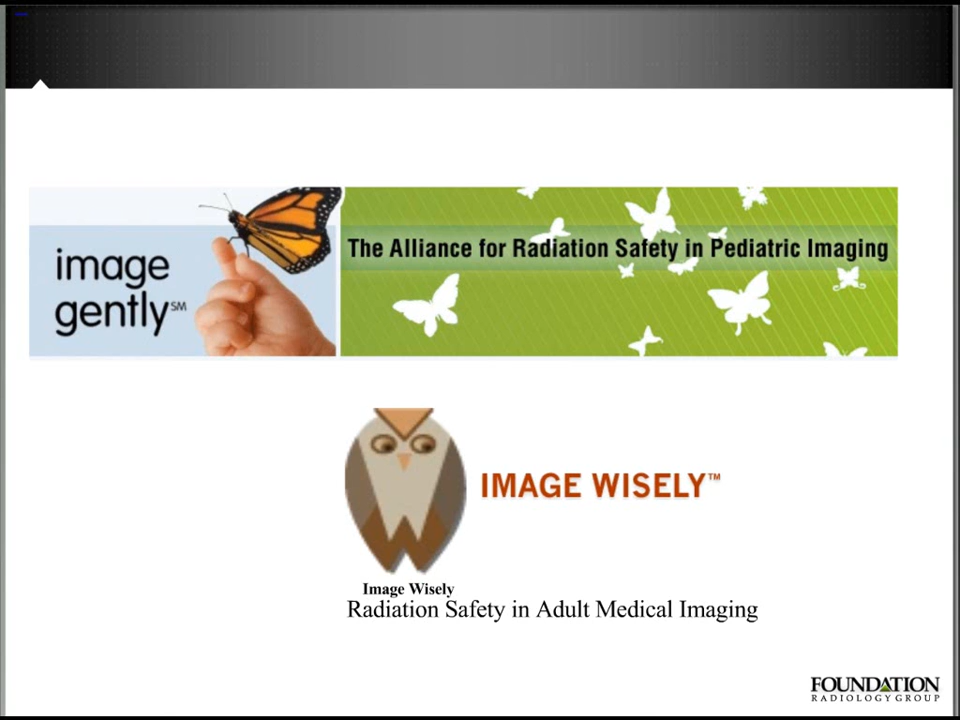 image
gently℠
The Alliance for Radiation Safety in Pediatric Imaging
IMAGE WISELY™
Image Wisely
Radiation Safety in Adult Medical Imaging
FOUNDATION
RADIOLOGY GROUP